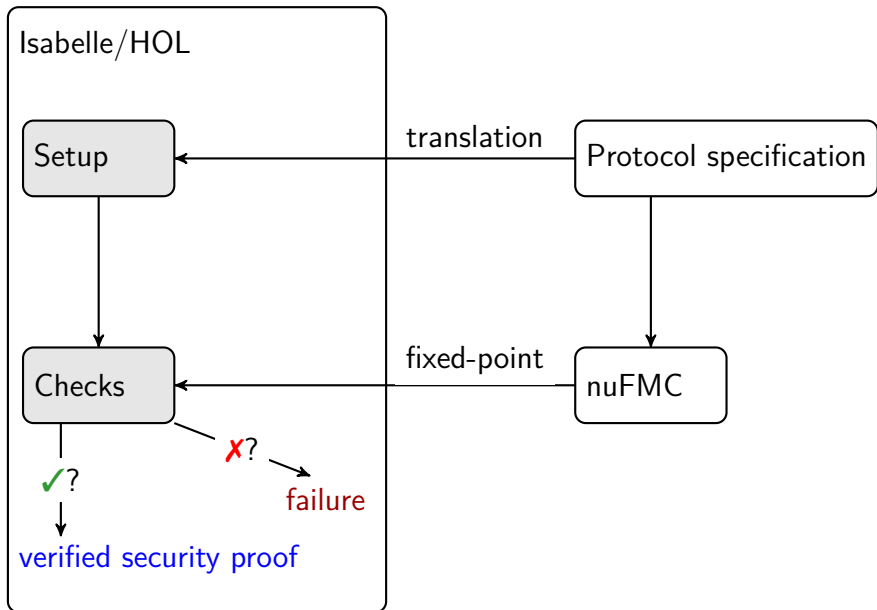 Isabelle/HOL
translation
Setup
Protocol specification
fixed-point
Checks
nuFMC
✗?
✓?
failure
verified security proof